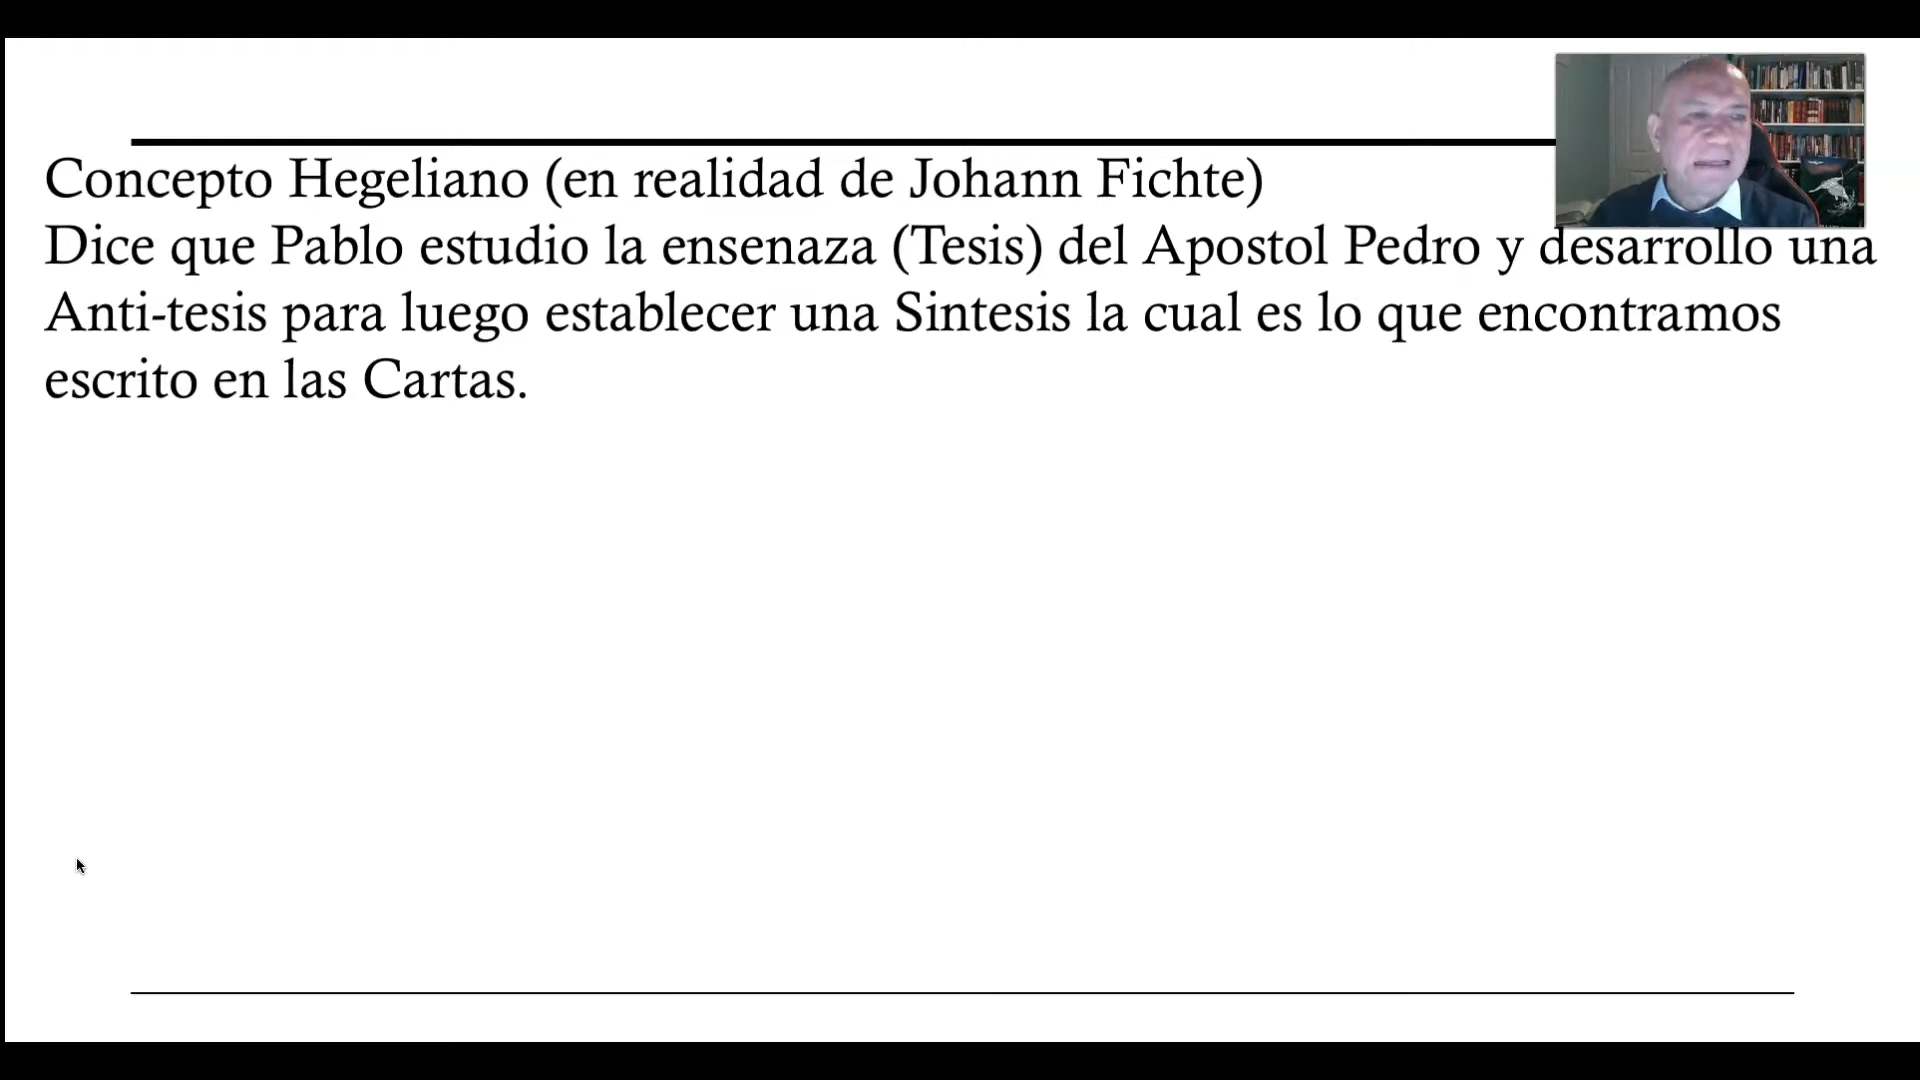 Concepto Hegeliano (en realidad de Johann Fichte)
Dice que Pablo estudio la ensenaza (Tesis) del Apostol Pedro y desarrollo una
Anti-tesis para luego establecer una Sintesis la cual es lo que encontramos
escrito en las Cartas.